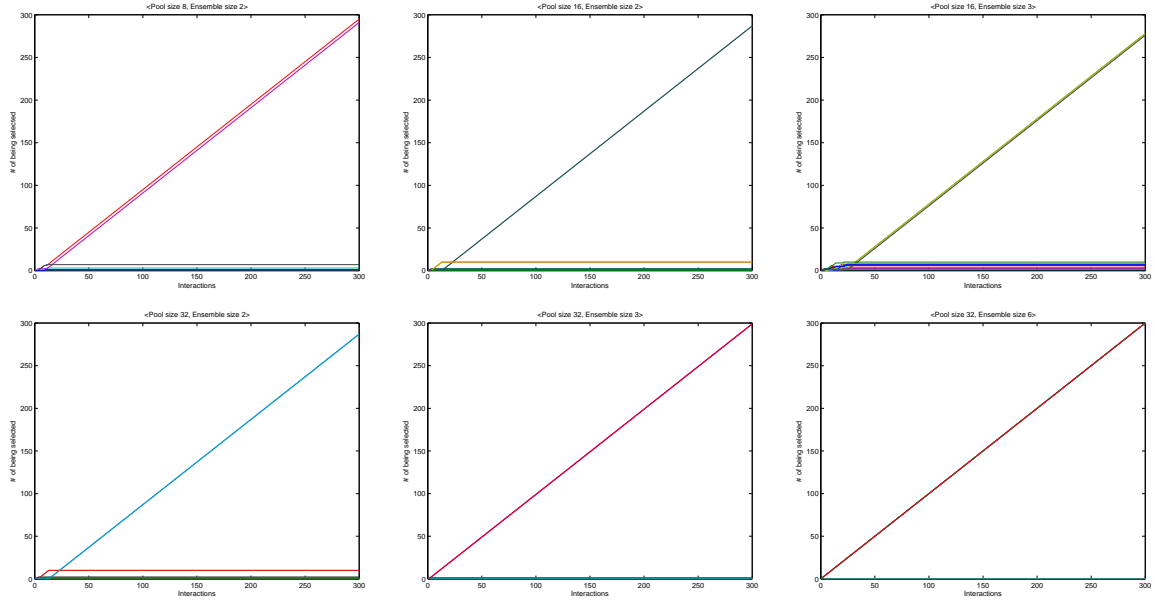 <Pool size 8, Ensemble size 2>
300
250
200
150
100
50
0
# of being selected
0 50 100 150 200 250 300
Interactions
<Pool size 16, Ensemble size 2>
300
250
200
150
100
50
0
# of being selected
0 50 100 150 200 250 300
Interactions
<Pool size 16, Ensemble size 3>
300
250
200
150
100
50
0
# of being selected
0 50 100 150 200 250 300
Interactions
<Pool size 32, Ensemble size 2>
300
250
200
150
100
50
0
# of being selected
0 50 100 150 200 250 300
Interactions
<Pool size 32, Ensemble size 3>
300
250
200
150
100
50
0
# of being selected
0 50 100 150 200 250 300
Interactions
<Pool size 32, Ensemble size 6>
300
250
200
150
100
50
0
# of being selected
0 50 100 150 200 250 300
Interactions